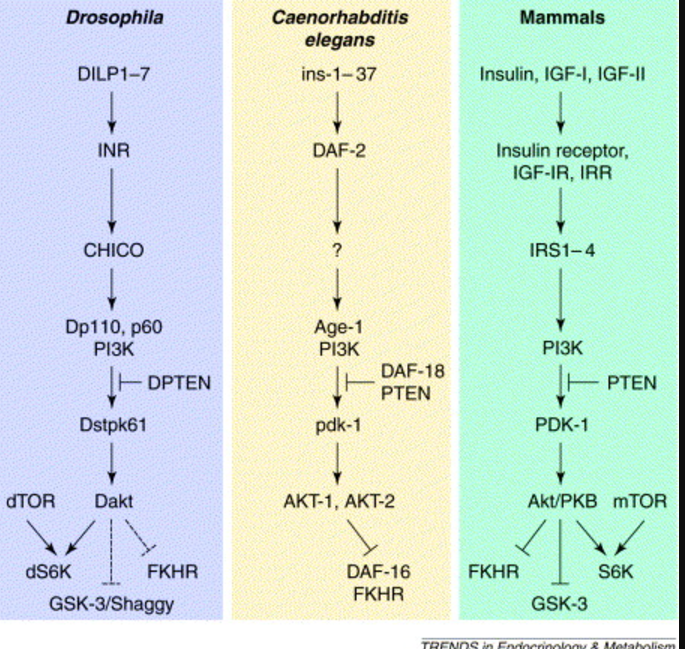 Drosophila
DILP1–7
INR
CHICO
Dp110, p60
PI3K
DPTEN
Dstpk61
dTOR
Dakt
dS6K
FKHR
GSK-3/Shaggy
Caenorhabditis
elegans
ins-1–37
DAF-2
?
Age-1
PI3K
DAF-18
PTEN
pdk-1
AKT-1, AKT-2
DAF-16
FKHR
Mammals
Insulin, IGF-I, IGF-II
Insulin receptor,
IGF-IR, IRR
IRS1–4
PI3K
PTEN
PDK-1
Akt/PKB
mTOR
FKHR
S6K
GSK-3
TRENDS in Endocrinology & Metabolism